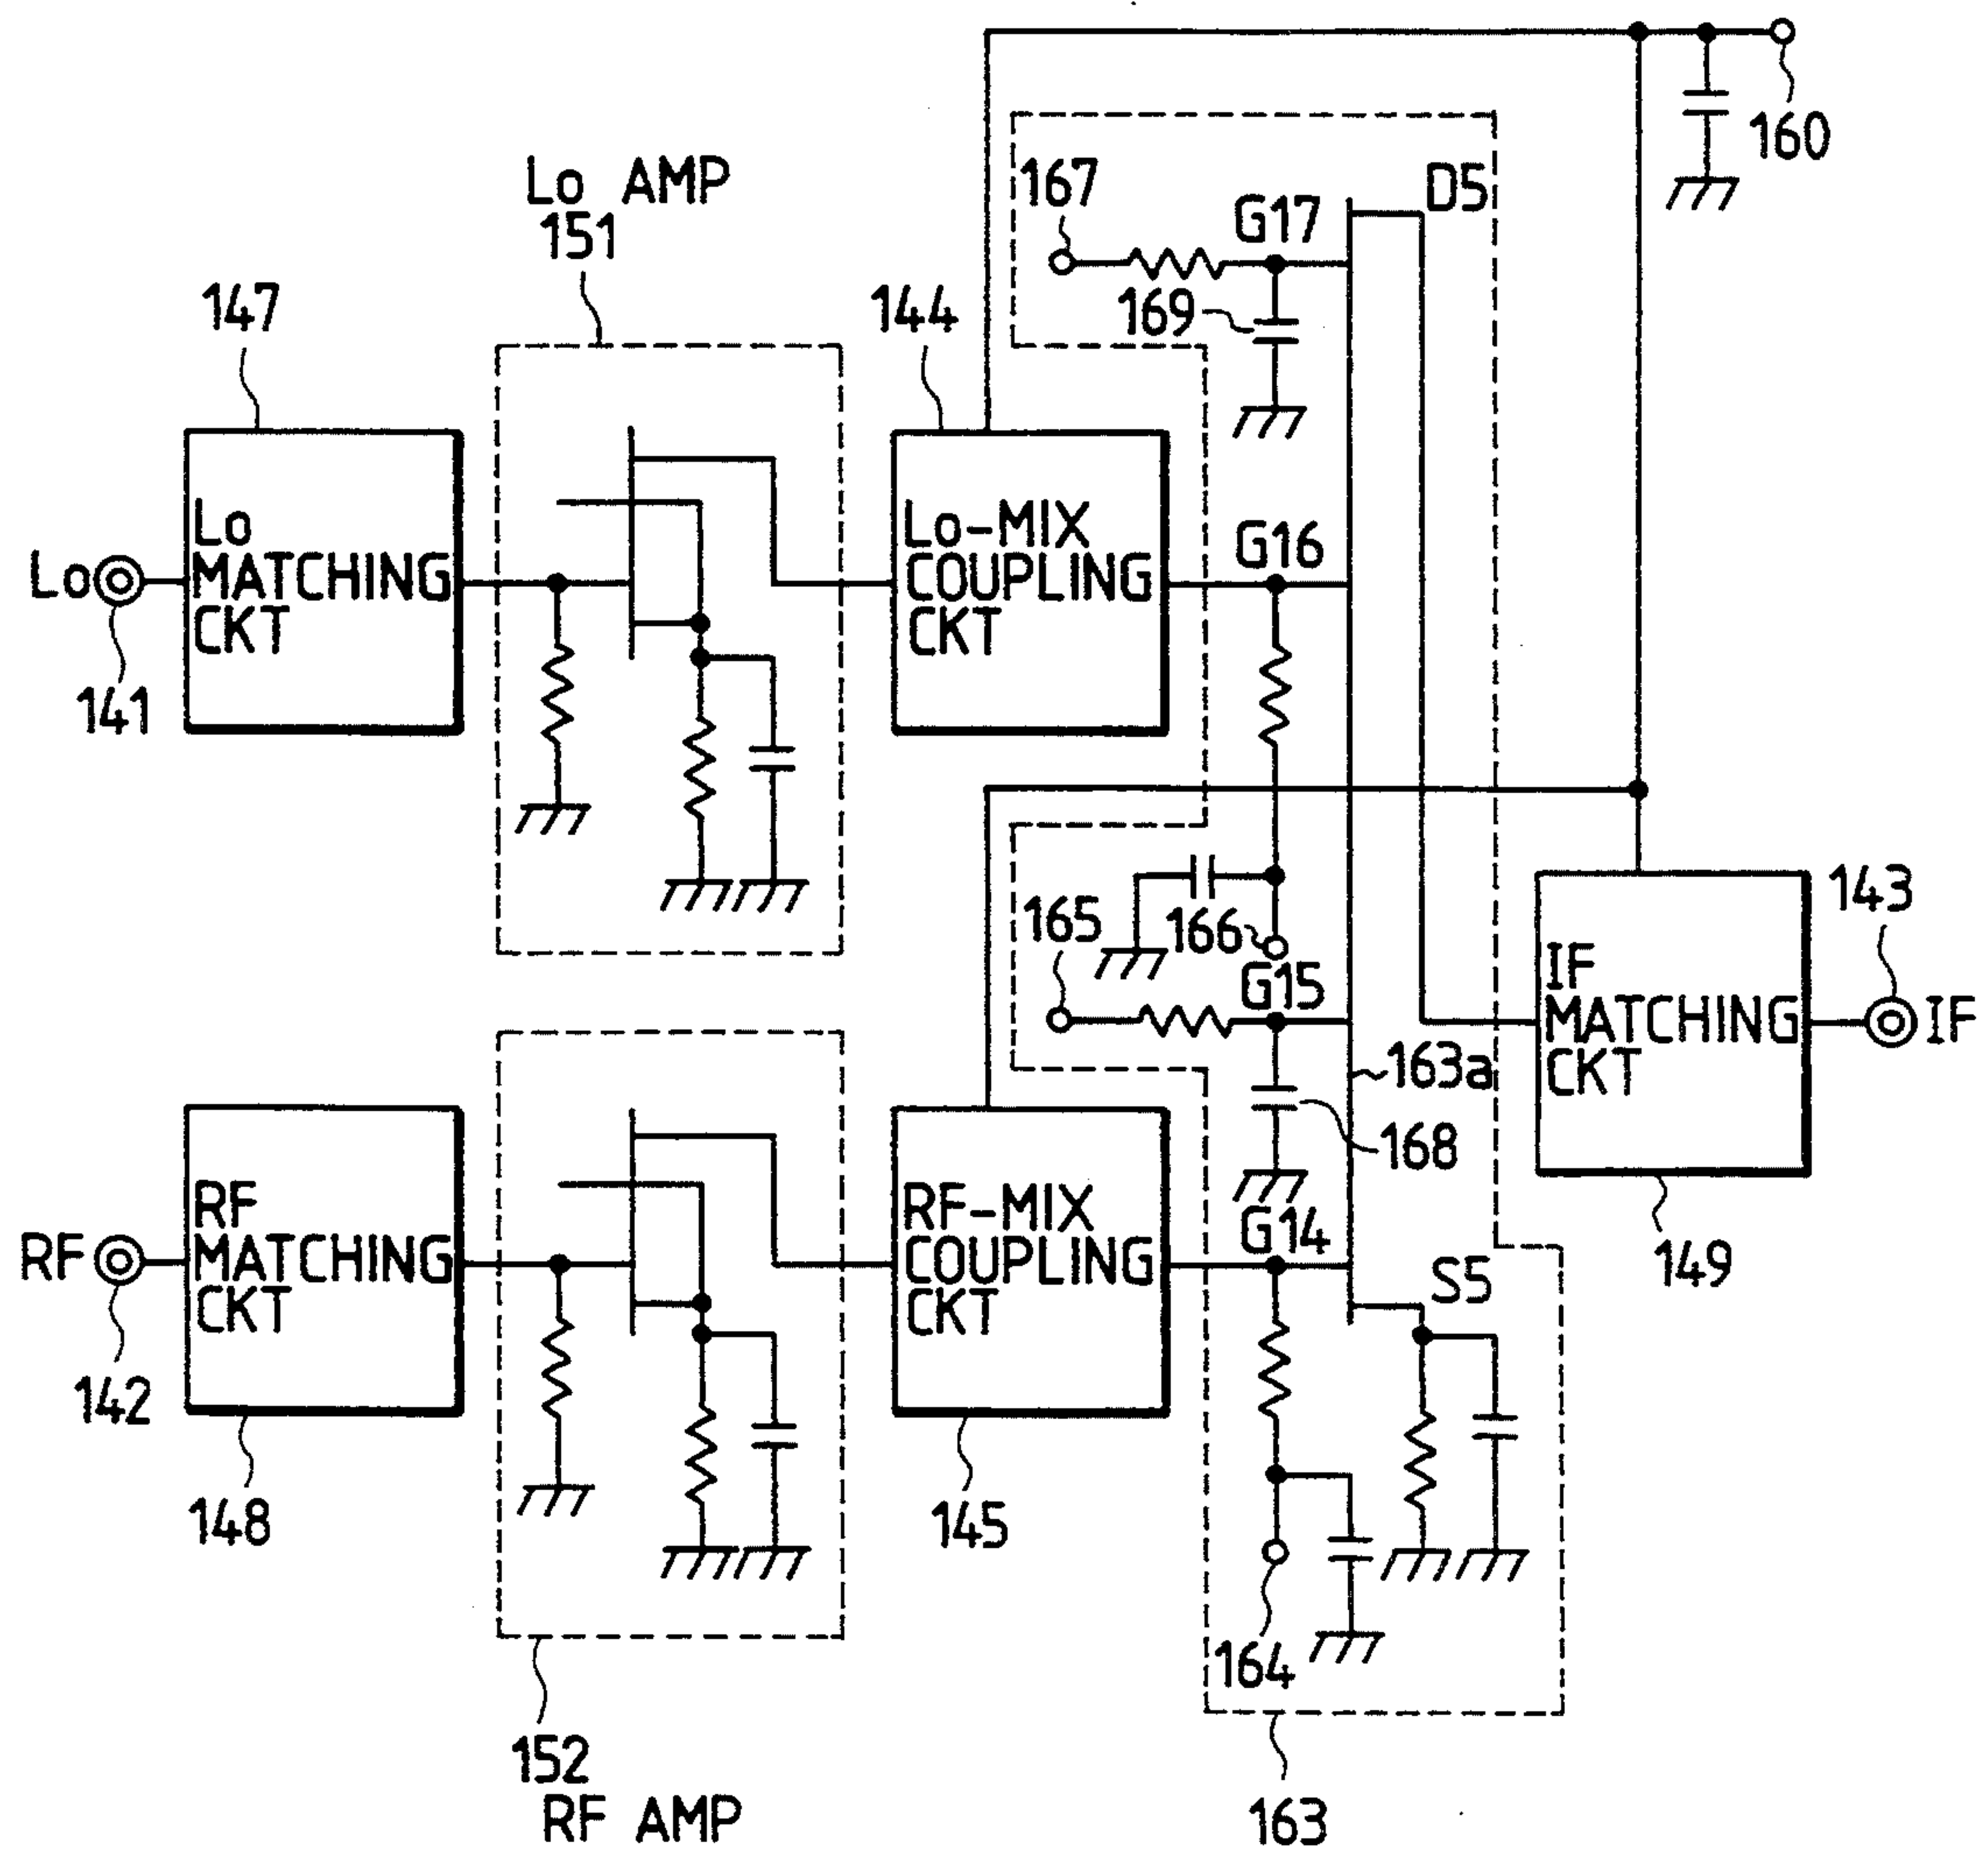 160
Lo AMP
151
167
G17
D5
147
144
169
Lo
Lo
MATCHING
CKT
Lo-MIX
COUPLING
CKT
G16
141
165
166
G15
143
IF
MATCHING
CKT
IF
163a
168
RF
RF
MATCHING
CKT
RF-MIX
COUPLING
CKT
G14
S5
149
142
148
145
164
152
RF AMP
163